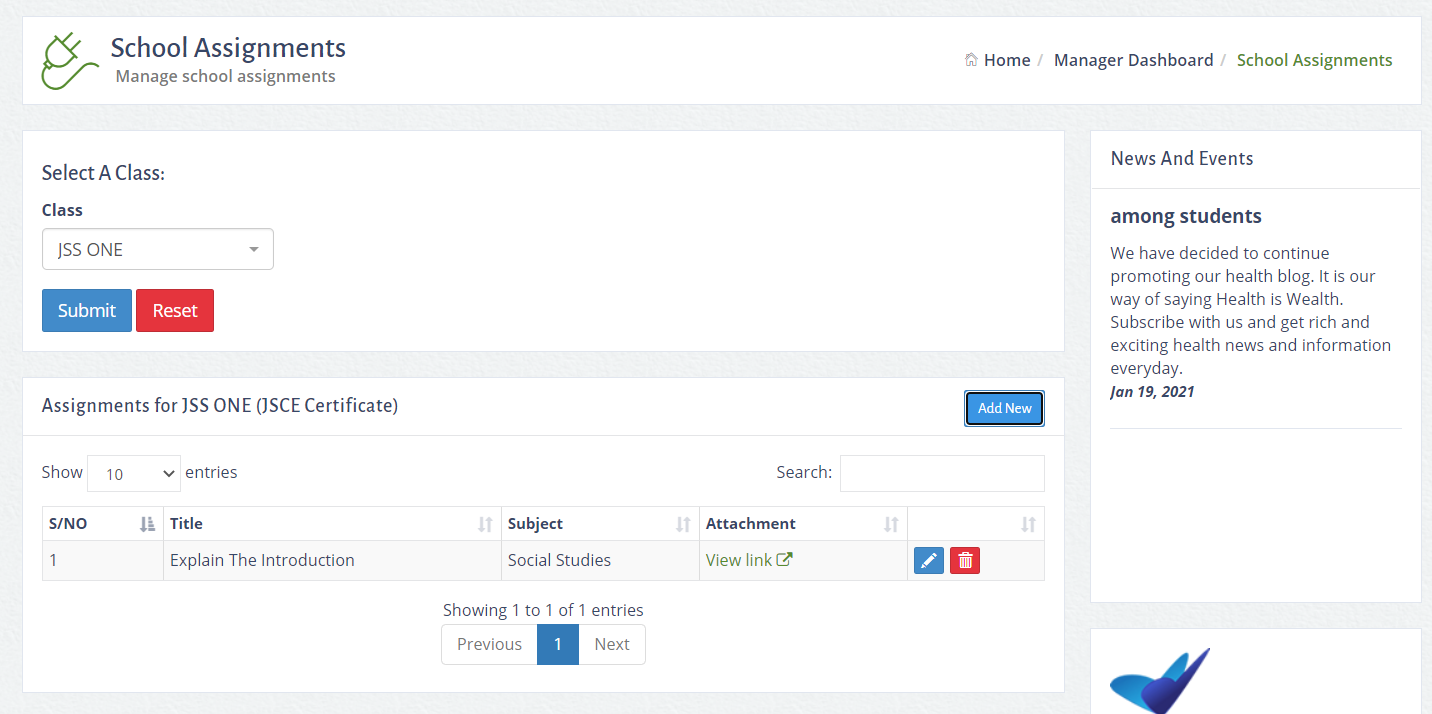 School Assignments
Manage school assignments
Home / Manager Dashboard / School Assignments
Select A Class:
Class
JSS ONE
Submit Reset
Assignments for JSS ONE (JSCE Certificate)
Add New
Show 10 entries
Search:
S/NO Title Subject Attachment
1 Explain The Introduction Social Studies View link
Showing 1 to 1 of 1 entries
Previous 1 Next
News And Events
among students
We have decided to continue
promoting our health blog. It is our
way of saying Health is Wealth.
Subscribe with us and get rich and
exciting health news and information
everyday.
Jan 19, 2021